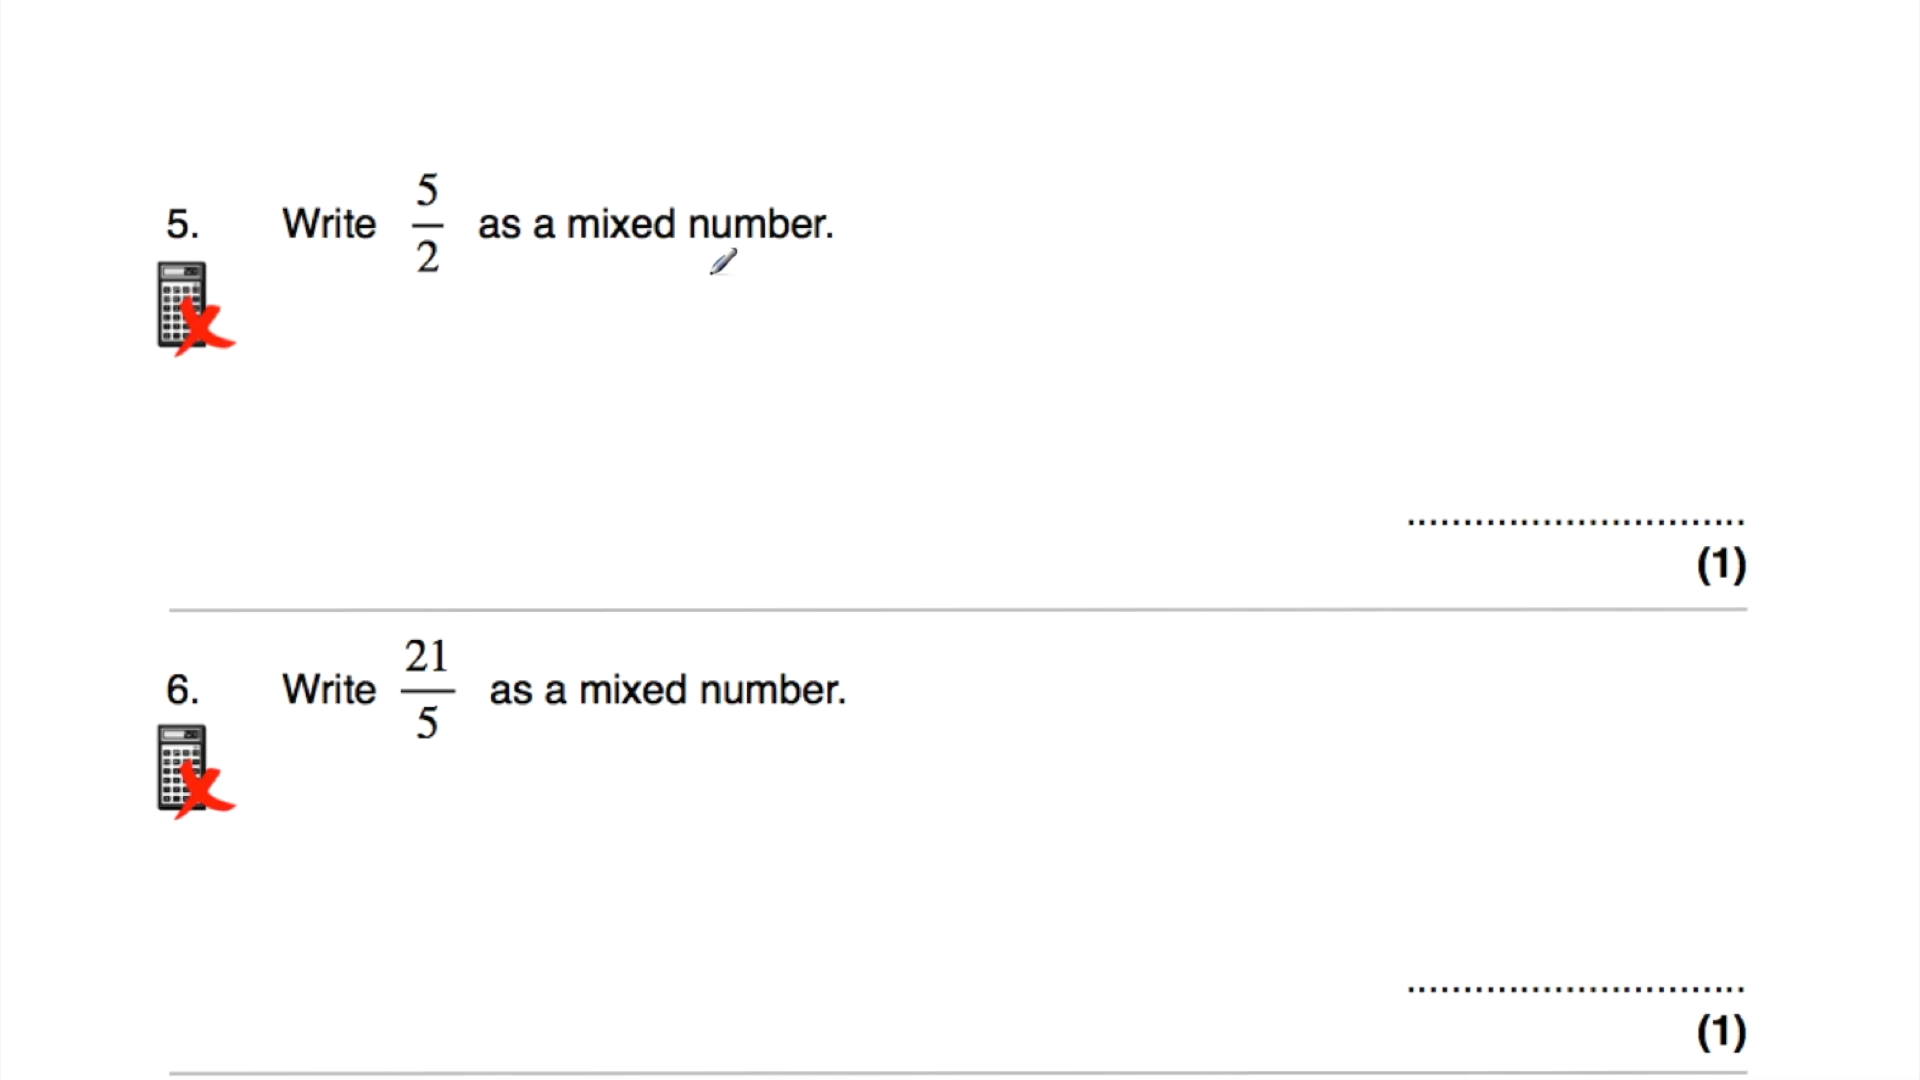 5. Write 5/2 as a mixed number.
..............................
(1)
6. Write 21/5 as a mixed number.
..............................
(1)